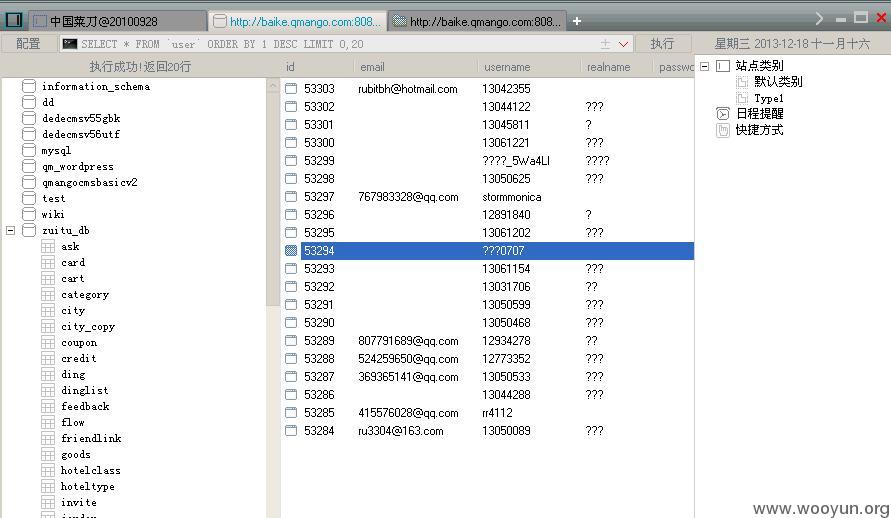 中国菜刀@20100928 http://baike.qmango.com:808... http://baike.qmango.com:808... +
配置 SELECT * FROM `user` ORDER BY 1 DESC LIMIT 0,20 执行 星期三 2013-12-18 十一月十六
执行成功!返回20行
information_schema
dd
dedecmsv55gbk
dedecmsv56utf
mysql
qm_wordpress
qmangocmsbasicv2
test
wiki
zuitu_db
ask
card
cart
category
city
city_copy
coupon
credit
ding
dinglist
feedback
flow
friendlink
goods
hotelclass
hoteltype
invite
id email username realname passwo
53303 rubitbh@hotmail.com 13042355
53302 13044122 ???
53301 13045811 ?
53300 13061221 ???
53299 ????_5Wa4Ll ????
53298 13050625 ???
53297 767983328@qq.com stormmonica
53296 12891840 ?
53295 13061202 ???
53294 ???0707
53293 13061154 ???
53292 13031706 ??
53291 13050599 ???
53290 13050468 ???
53289 807791689@qq.com 12934278 ??
53288 524259650@qq.com 12773352 ???
53287 369365141@qq.com 13050533 ???
53286 13044288 ???
53285 415576028@qq.com rr4112
53284 ru3304@163.com 13050089 ???
站点类别
默认类别
Type1
日程提醒
快捷方式
www.wooyun.org